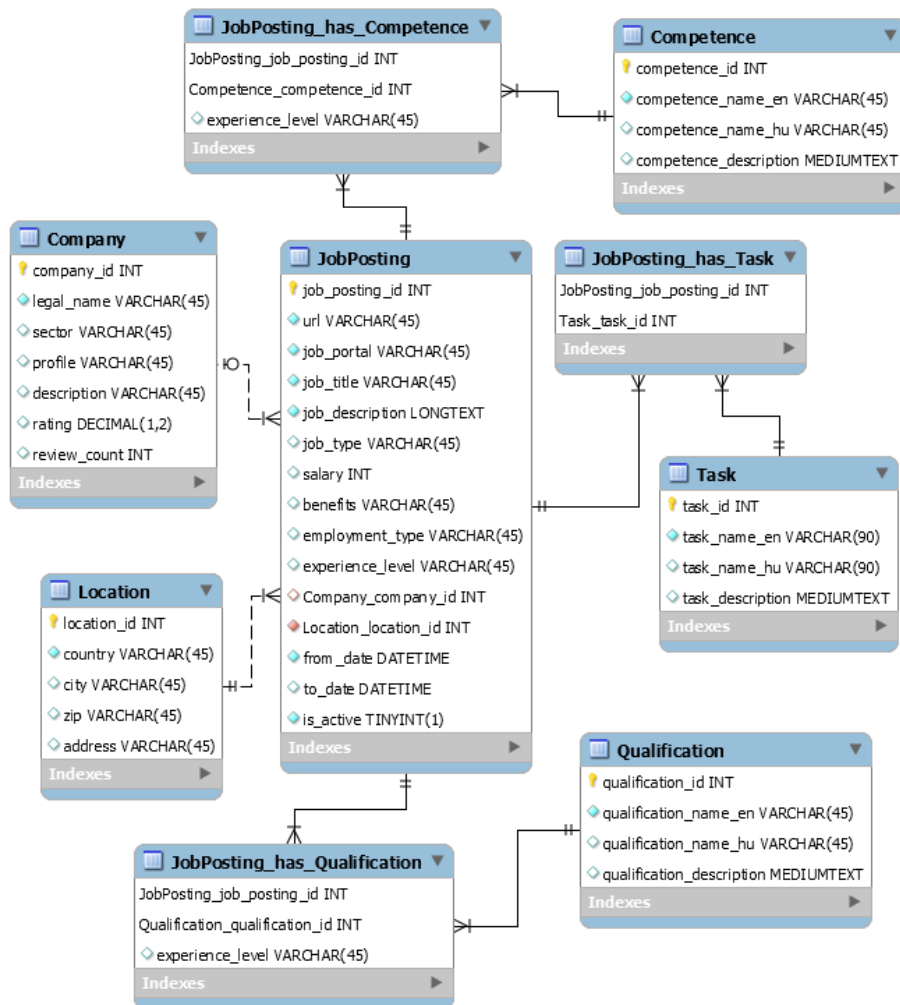 JobPosting_has_Competence
JobPosting_job_posting_id INT
Competence_competence_id INT
experience_level VARCHAR(45)
Indexes
Competence
competence_id INT
competence_name_en VARCHAR(45)
competence_name_hu VARCHAR(45)
competence_description MEDIUMTEXT
Indexes
Company
company_id INT
legal_name VARCHAR(45)
sector VARCHAR(45)
profile VARCHAR(45)
description VARCHAR(45)
rating DECIMAL(1,2)
review_count INT
Indexes
JobPosting
job_posting_id INT
url VARCHAR(45)
job_portal VARCHAR(45)
job_title VARCHAR(45)
job_description LONGTEXT
job_type VARCHAR(45)
salary INT
benefits VARCHAR(45)
employment_type VARCHAR(45)
experience_level VARCHAR(45)
Company_company_id INT
Location_location_id INT
from_date DATETIME
to_date DATETIME
is_active TINYINT(1)
Indexes
JobPosting_has_Task
JobPosting_job_posting_id INT
Task_task_id INT
Indexes
Task
task_id INT
task_name_en VARCHAR(90)
task_name_hu VARCHAR(90)
task_description MEDIUMTEXT
Indexes
Location
location_id INT
country VARCHAR(45)
city VARCHAR(45)
zip VARCHAR(45)
address VARCHAR(45)
Indexes
Qualification
qualification_id INT
qualification_name_en VARCHAR(45)
qualification_name_hu VARCHAR(45)
qualification_description MEDIUMTEXT
Indexes
JobPosting_has_Qualification
JobPosting_job_posting_id INT
Qualification_qualification_id INT
experience_level VARCHAR(45)
Indexes